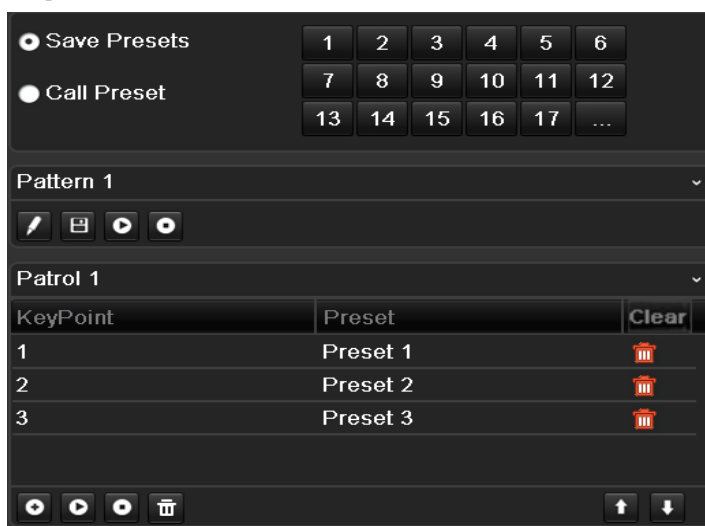 Save Presets
1 2 3 4 5 6
Call Preset
7 8 9 10 11 12
13 14 15 16 17 ...
Pattern 1
Patrol 1
KeyPoint Preset Clear
1 Preset 1
2 Preset 2
3 Preset 3